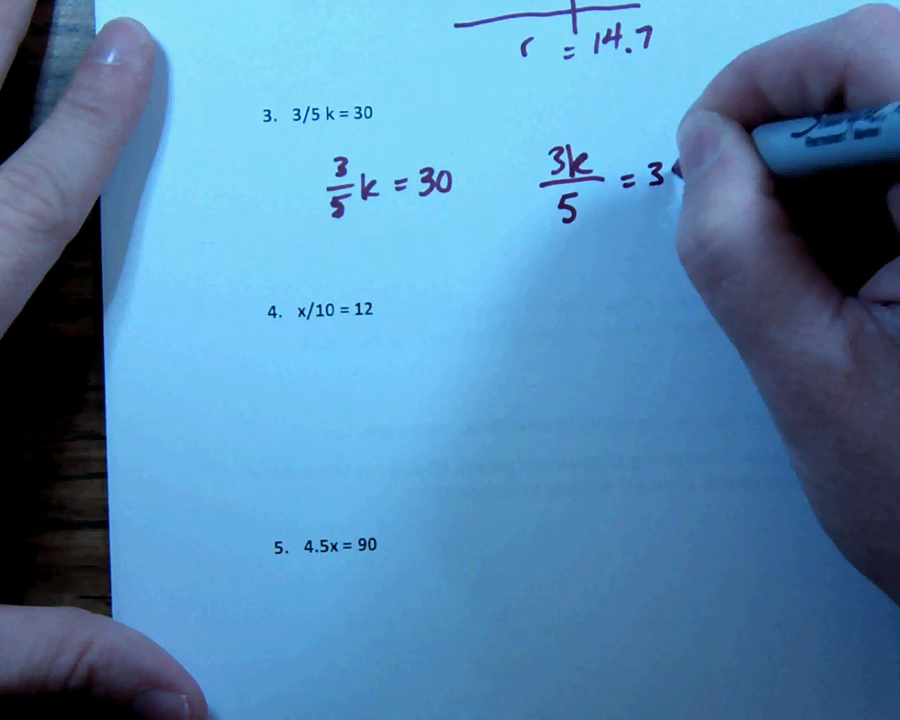 r = 14.7
3. 3/5 k = 30
3/5 k = 30 3k/5 = 3
4. x/10 = 12
5. 4.5x = 90